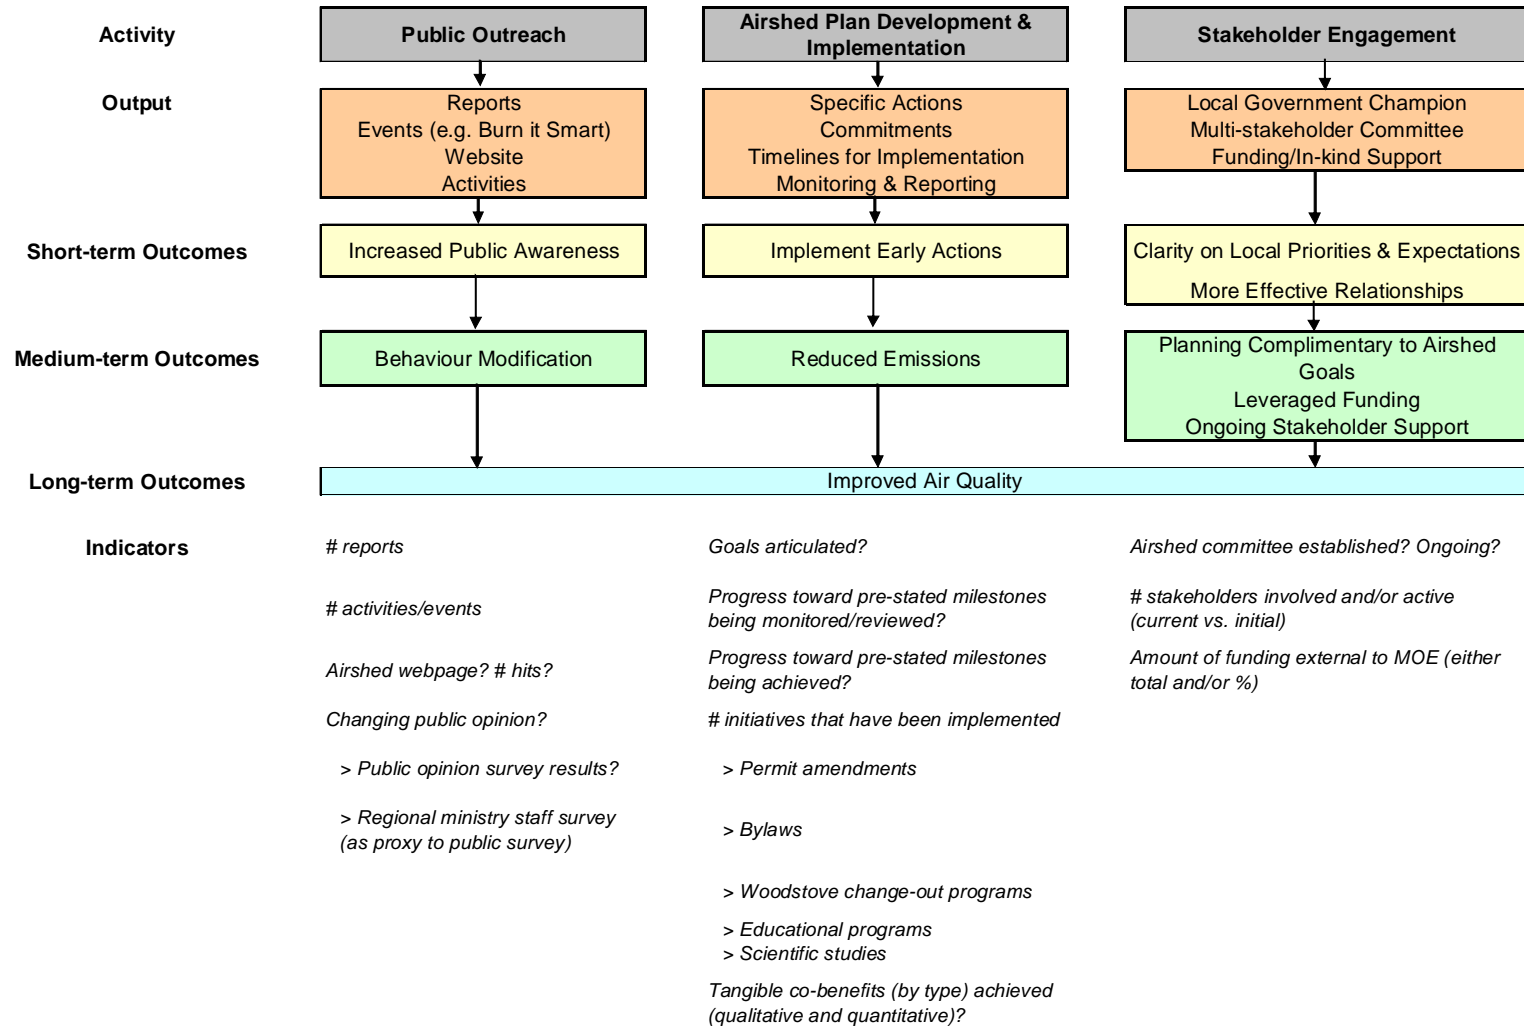 Activity
Public Outreach
Airshed Plan Development &
Implementation
Stakeholder Engagement
Output
Reports
Events (e.g. Burn it Smart)
Website
Activities
Specific Actions
Commitments
Timelines for Implementation
Monitoring & Reporting
Local Government Champion
Multi-stakeholder Committee
Funding/In-kind Support
Short-term Outcomes
Increased Public Awareness
Implement Early Actions
Clarity on Local Priorities & Expectations
More Effective Relationships
Medium-term Outcomes
Behaviour Modification
Reduced Emissions
Planning Complimentary to Airshed
Goals
Leveraged Funding
Ongoing Stakeholder Support
Long-term Outcomes
Improved Air Quality
Indicators
# reports
# activities/events
Airshed webpage? # hits?
Changing public opinion?
> Public opinion survey results?
> Regional ministry staff survey
(as proxy to public survey)
Goals articulated?
Progress toward pre-stated milestones
being monitored/reviewed?
Progress toward pre-stated milestones
being achieved?
# initiatives that have been implemented
> Permit amendments
> Bylaws
> Woodstove change-out programs
> Educational programs
> Scientific studies
Tangible co-benefits (by type) achieved
(qualitative and quantitative)?
Airshed committee established? Ongoing?
# stakeholders involved and/or active
(current vs. initial)
Amount of funding external to MOE (either
total and/or %)